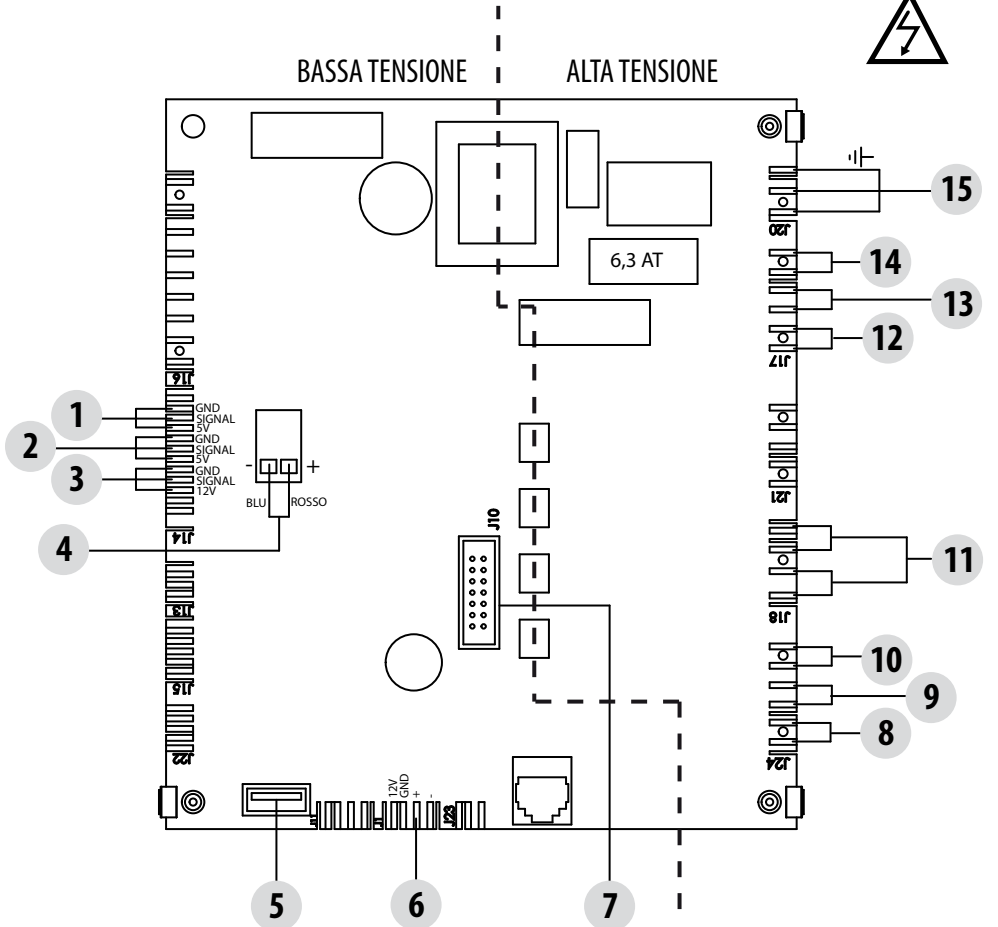 BASSA TENSIONE
ALTA TENSIONE
15
J20
6,3 AT
14
13
12
J17
J16
1
GND
SIGNAL
5V
2
GND
SIGNAL
5V
3
GND
SIGNAL
12V
- +
BLU ROSSO
4
J14
J10
J21
11
J13
J18
J15
10
9
8
J22
J24
12V
GND
+
-
J11
J1
J23
5
6
7